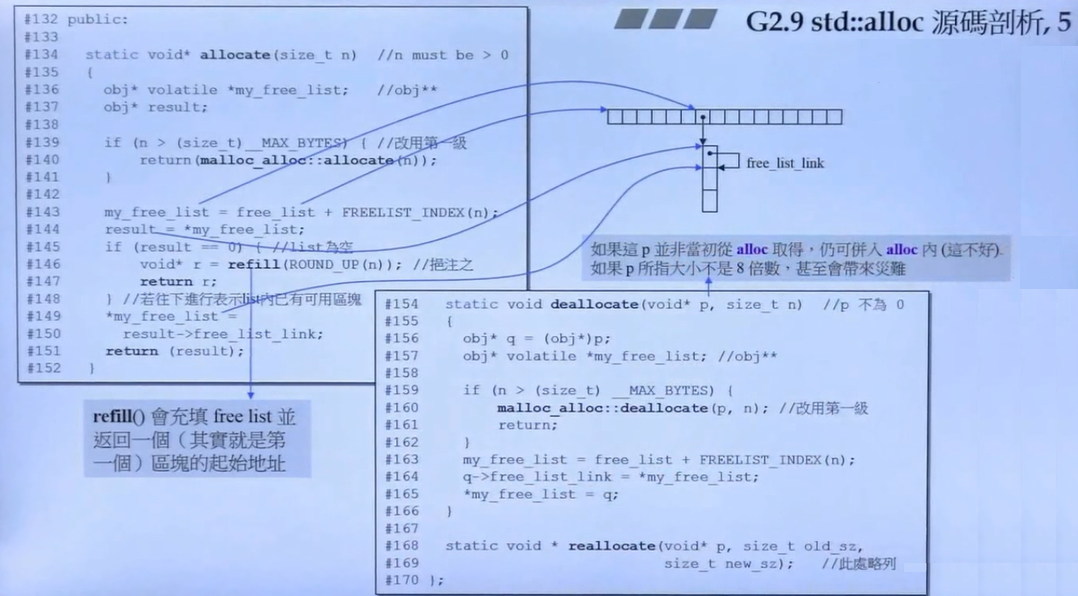 G2.9 std::alloc 源碼剖析, 5
#132 public:
#133
#134 static void* allocate(size_t n) //n must be > 0
#135 {
#136 obj* volatile *my_free_list; //obj**
#137 obj* result;
#138
#139 if (n > (size_t)__MAX_BYTES) { //改用第一級
#140 return(malloc_alloc::allocate(n));
#141 }
#142
#143 my_free_list = free_list + FREELIST_INDEX(n);
#144 result = *my_free_list;
#145 if (result == 0) { //list為空
#146 void* r = refill(ROUND_UP(n)); //挹注之
#147 return r;
#148 } //若往下進行表示list內已有可用區塊
#149 *my_free_list =
#150 result->free_list_link;
#151 return (result);
#152 }
free_list_link
如果這 p 並非當初從 alloc 取得，仍可併入 alloc 內 (這不好).
如果 p 所指大小不是 8 倍數，甚至會帶來災難
refill() 會充填 free list 並
返回一個（其實就是第
一個）區塊的起始地址
#154 static void deallocate(void* p, size_t n) //p 不為 0
#155 {
#156 obj* q = (obj*)p;
#157 obj* volatile *my_free_list; //obj**
#158
#159 if (n > (size_t) __MAX_BYTES) {
#160 malloc_alloc::deallocate(p, n); //改用第一級
#161 return;
#162 }
#163 my_free_list = free_list + FREELIST_INDEX(n);
#164 q->free_list_link = *my_free_list;
#165 *my_free_list = q;
#166 }
#167
#168 static void * reallocate(void* p, size_t old_sz,
#169 size_t new_sz); //此處略列
#170 };